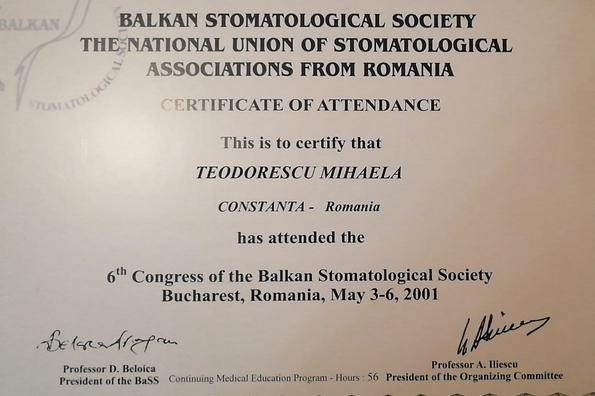 BALKAN
STOMATOLOGICAL SOCIETY
BALKAN STOMATOLOGICAL SOCIETY
THE NATIONAL UNION OF STOMATOLOGICAL
ASSOCIATIONS FROM ROMANIA
CERTIFICATE OF ATTENDANCE
This is to certify that
TEODORESCU MIHAELA
CONSTANTA - Romania
has attended the
6th Congress of the Balkan Stomatological Society
Bucharest, Romania, May 3-6, 2001
Professor D. Beloica
President of the BaSS
Continuing Medical Education Program - Hours : 56
Professor A. Iliescu
President of the Organizing Committee